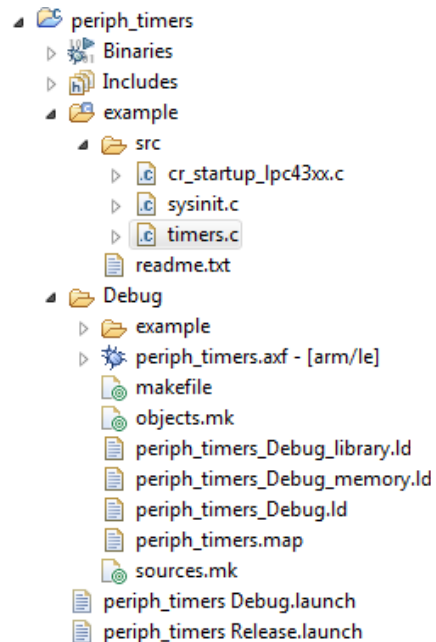 periph_timers
Binaries
Includes
example
src
cr_startup_lpc43xx.c
sysinit.c
timers.c
readme.txt
Debug
example
periph_timers.axf - [arm/le]
makefile
objects.mk
periph_timers_Debug_library.ld
periph_timers_Debug_memory.ld
periph_timers_Debug.ld
periph_timers.map
sources.mk
periph_timers Debug.launch
periph_timers Release.launch